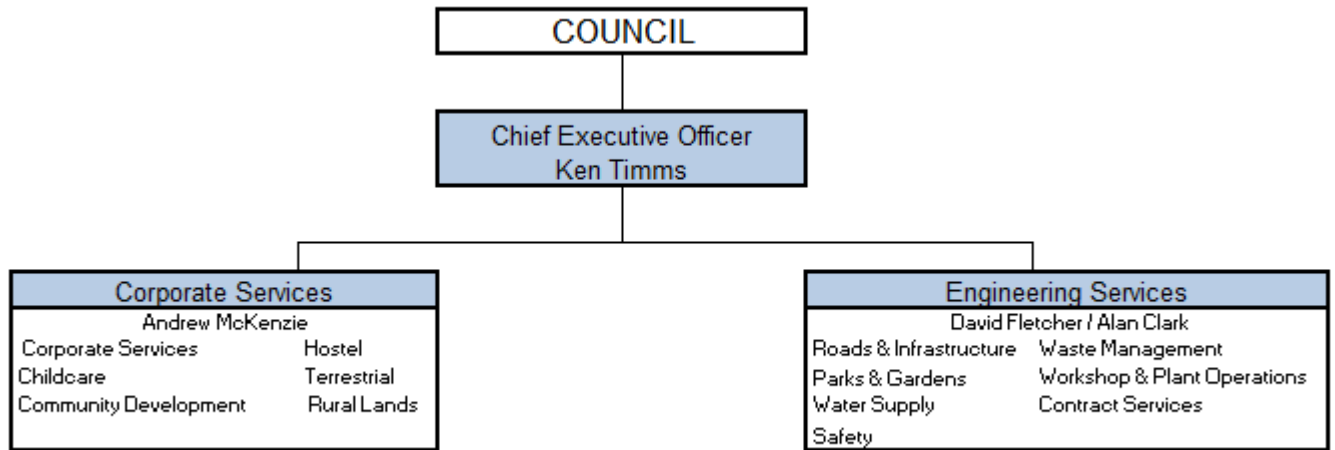 COUNCIL
Chief Executive Officer
Ken Timms
Corporate Services
Andrew McKenzie
Corporate Services Hostel
Childcare Terrestrial
Community Development Rural Lands
Engineering Services
David Fletcher / Alan Clark
Roads & Infrastructure Waste Management
Parks & Gardens Workshop & Plant Operations
Water Supply Contract Services
Safety